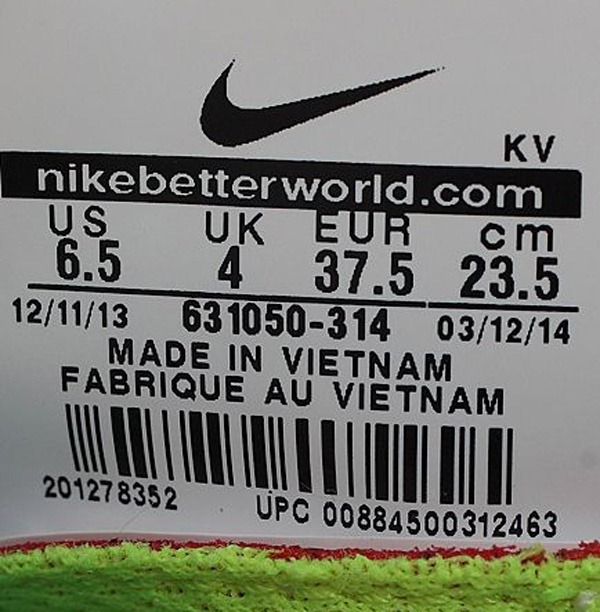 KV
nikebetterworld.com
US UK EUR cm
6.5 4 37.5 23.5
12/11/13 631050-314 03/12/14
MADE IN VIETNAM
FABRIQUE AU VIETNAM
201278352 UPC 00884500312463